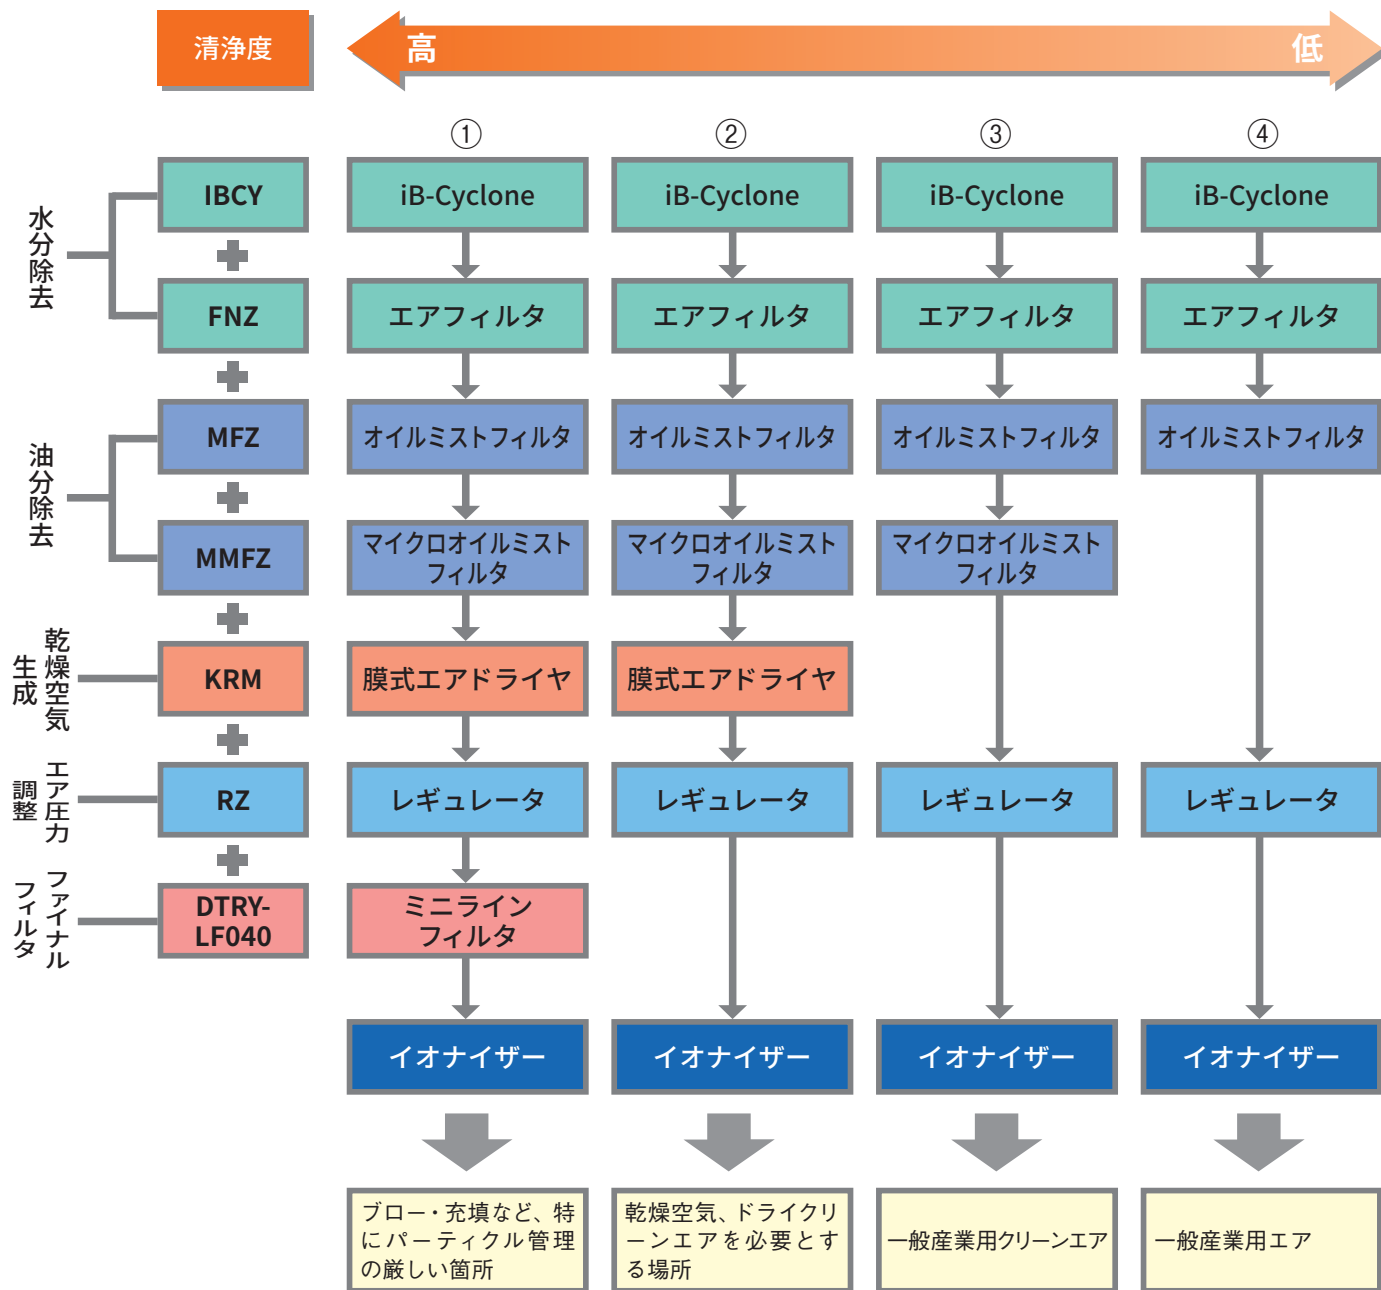 清浄度
高
低
①
②
③
④
水分除去
IBCY
iB-Cyclone
iB-Cyclone
iB-Cyclone
iB-Cyclone
FNZ
エアフィルタ
エアフィルタ
エアフィルタ
エアフィルタ
油分除去
MFZ
オイルミストフィルタ
オイルミストフィルタ
オイルミストフィルタ
オイルミストフィルタ
MMFZ
マイクロオイルミスト
フィルタ
マイクロオイルミスト
フィルタ
マイクロオイルミスト
フィルタ
乾燥空気
生成
KRM
膜式エアドライヤ
膜式エアドライヤ
エア圧力
調整
RZ
レギュレータ
レギュレータ
レギュレータ
レギュレータ
ファイナル
フィルタ
DTRY-
LF040
ミニライン
フィルタ
イオナイザー
イオナイザー
イオナイザー
イオナイザー
ブロー・充填など、特
にパーティクル管理
の厳しい箇所
乾燥空気、ドライクリ
ーンエアを必要とす
る場所
一般産業用クリーンエア
一般産業用エア